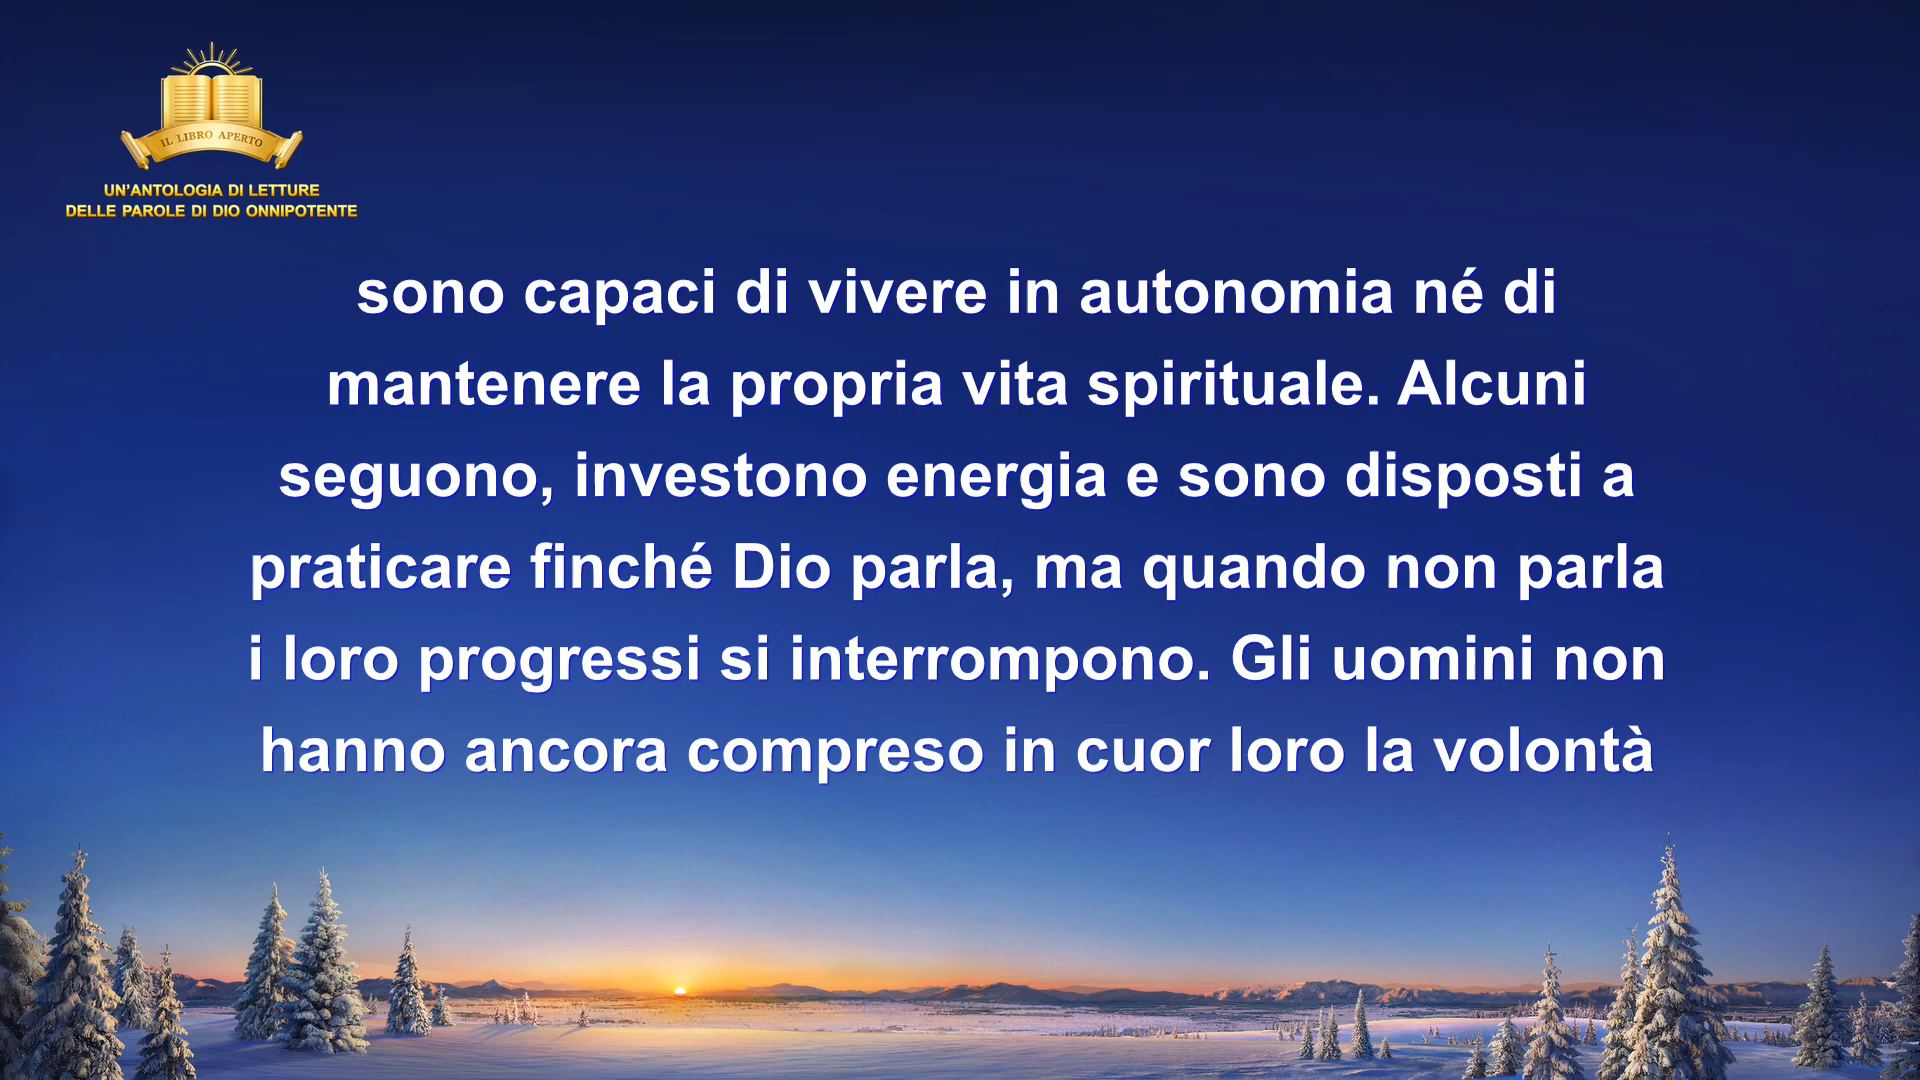 IL LIBRO APERTO
UN'ANTOLOGIA DI LETTURE
DELLE PAROLE DI DIO ONNIPOTENTE
sono capaci di vivere in autonomia né di
mantenere la propria vita spirituale. Alcuni
seguono, investono energia e sono disposti a
praticare finché Dio parla, ma quando non parla
i loro progressi si interrompono. Gli uomini non
hanno ancora compreso in cuor loro la volontà